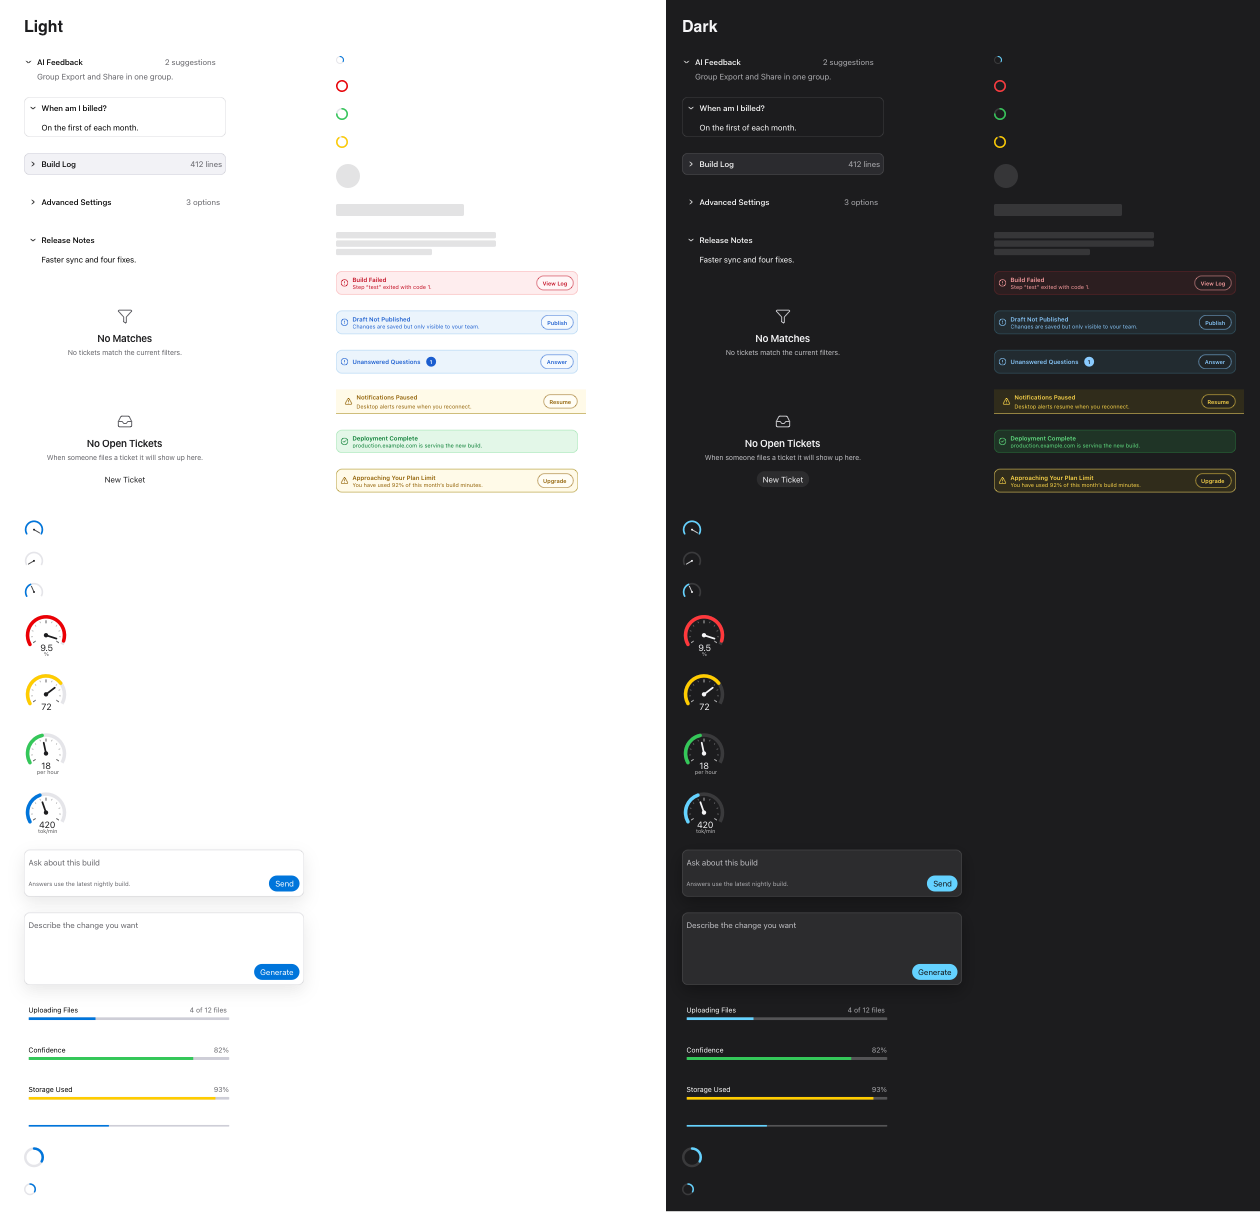 Light
AI Feedback 2 suggestions
Group Export and Share in one group.
When am I billed?
On the first of each month.
Build Log 412 lines
Advanced Settings 3 options
Release Notes
Faster sync and four fixes.
No Matches
No tickets match the current filters.
No Open Tickets
When someone files a ticket it will show up here.
New Ticket
Build Failed
Step "test" exited with code 1.
View Log
Draft Not Published
Changes are saved but only visible to your team.
Publish
Unanswered Questions 1
Answer
Notifications Paused
Desktop alerts resume when you reconnect.
Resume
Deployment Complete
production.example.com is serving the new build.
Approaching Your Plan Limit
You have used 92% of this month's build minutes.
Upgrade
9.5
%
72
18
per hour
420
tok/min
Ask about this build
Answers use the latest nightly build.
Send
Describe the change you want
Generate
Uploading Files 4 of 12 files
Confidence 82%
Storage Used 93%
Dark
AI Feedback 2 suggestions
Group Export and Share in one group.
When am I billed?
On the first of each month.
Build Log 412 lines
Advanced Settings 3 options
Release Notes
Faster sync and four fixes.
No Matches
No tickets match the current filters.
No Open Tickets
When someone files a ticket it will show up here.
New Ticket
Build Failed
Step "test" exited with code 1.
View Log
Draft Not Published
Changes are saved but only visible to your team.
Publish
Unanswered Questions 1
Answer
Notifications Paused
Desktop alerts resume when you reconnect.
Resume
Deployment Complete
production.example.com is serving the new build.
Approaching Your Plan Limit
You have used 92% of this month's build minutes.
Upgrade
9.5
%
72
18
per hour
420
tok/min
Ask about this build
Answers use the latest nightly build.
Send
Describe the change you want
Generate
Uploading Files 4 of 12 files
Confidence 82%
Storage Used 93%